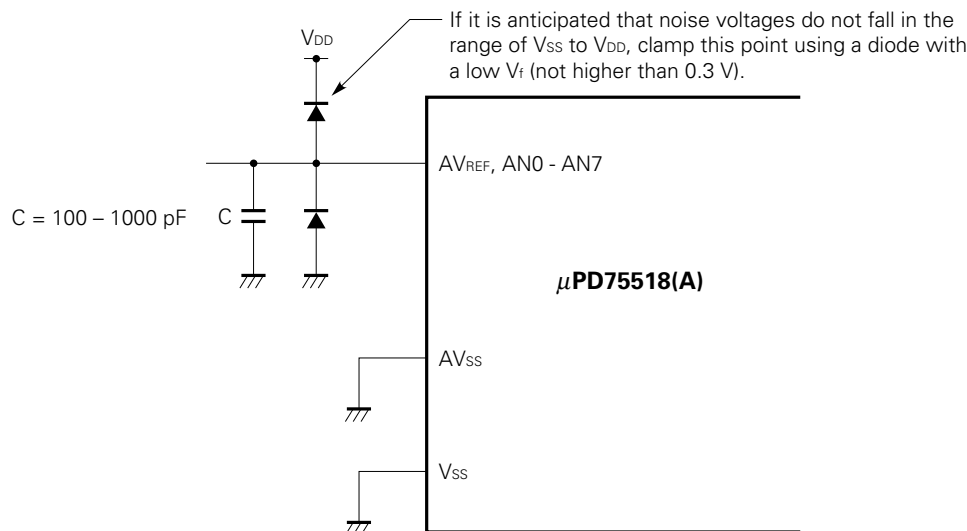 If it is anticipated that noise voltages do not fall in the
range of VSS to VDD, clamp this point using a diode with
a low Vf (not higher than 0.3 V).
VDD
AVREF, AN0 - AN7
C = 100 – 1000 pF
C
μPD75518(A)
AVSS
VSS